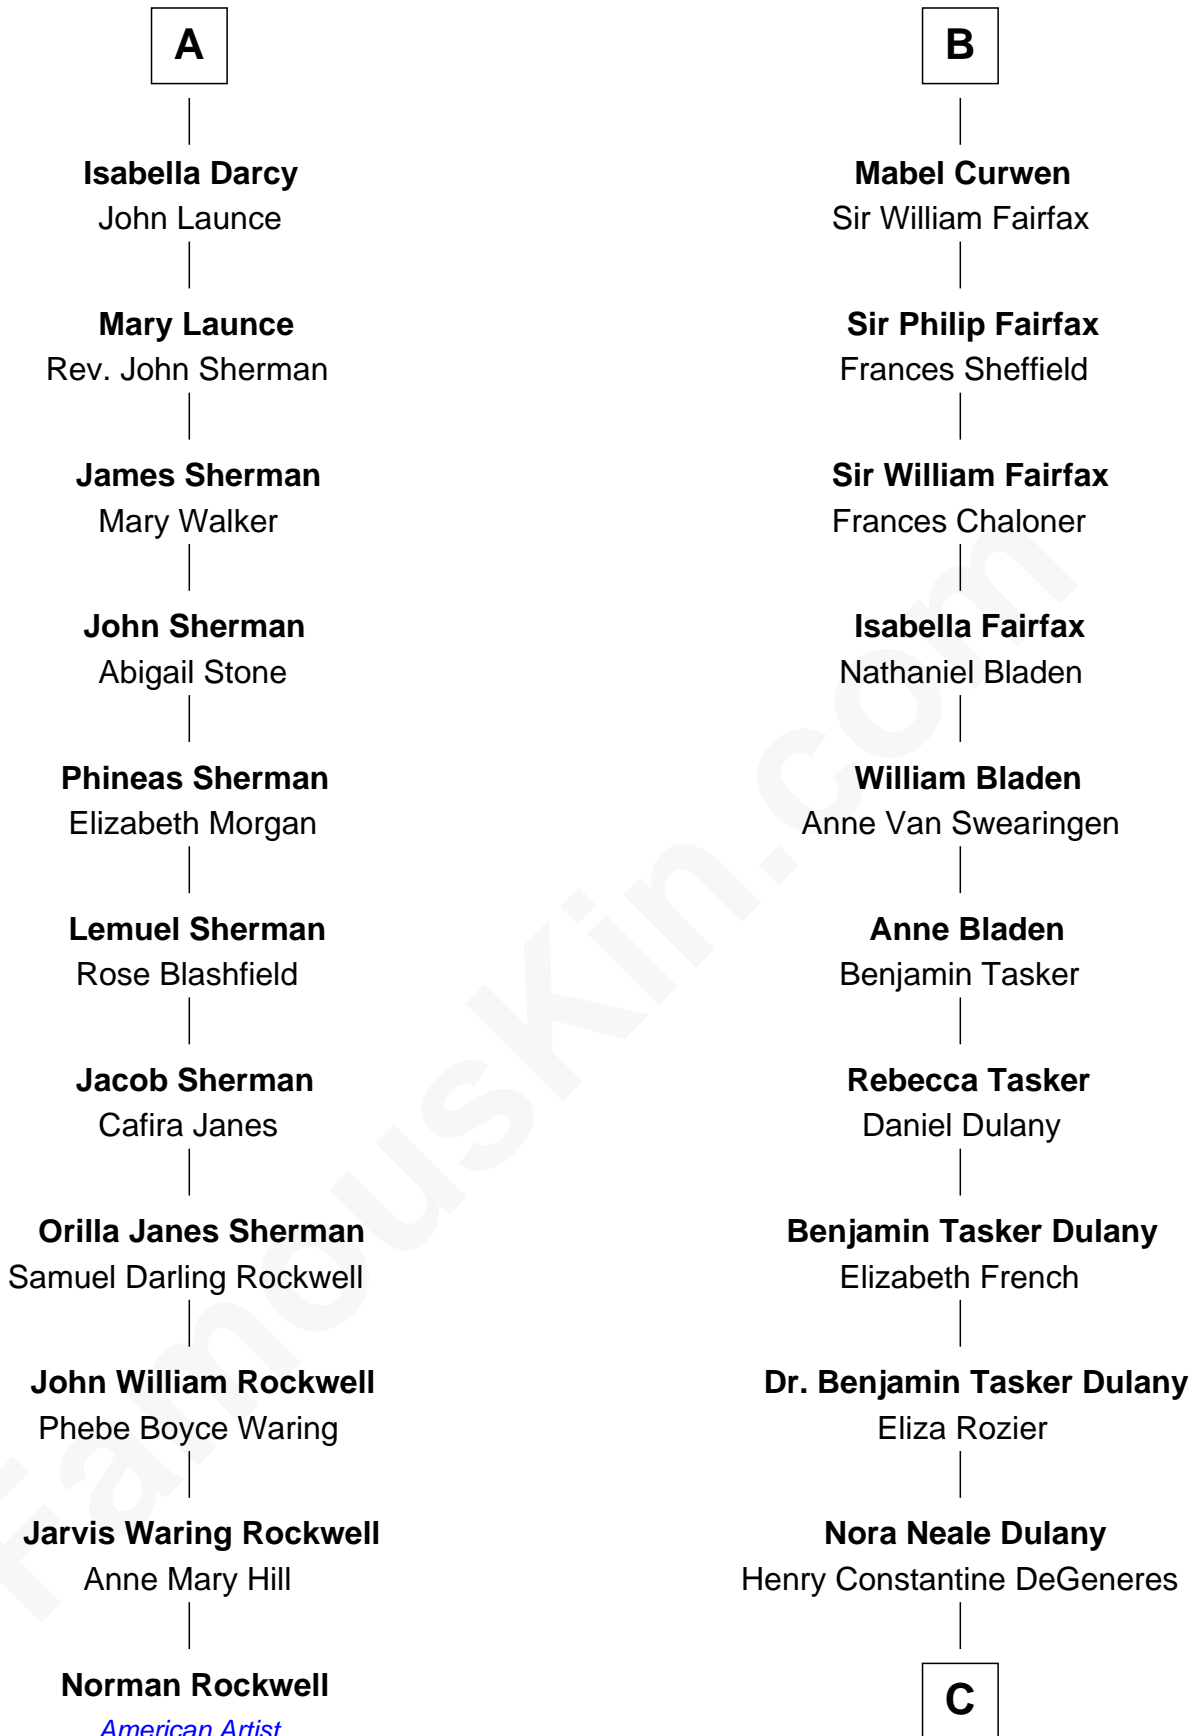 A
Isabella Darcy
John Launce
Mary Launce
Rev. John Sherman
James Sherman
Mary Walker
John Sherman
Abigail Stone
Phineas Sherman
Elizabeth Morgan
Lemuel Sherman
Rose Blashfield
Jacob Sherman
Cafira Janes
Orilla Janes Sherman
Samuel Darling Rockwell
John William Rockwell
Phebe Boyce Waring
Jarvis Waring Rockwell
Anne Mary Hill
Norman Rockwell
American Artist
B
Mabel Curwen
Sir William Fairfax
Sir Philip Fairfax
Frances Sheffield
Sir William Fairfax
Frances Chaloner
Isabella Fairfax
Nathaniel Bladen
William Bladen
Anne Van Swearingen
Anne Bladen
Benjamin Tasker
Rebecca Tasker
Daniel Dulany
Benjamin Tasker Dulany
Elizabeth French
Dr. Benjamin Tasker Dulany
Eliza Rozier
Nora Neale Dulany
Henry Constantine DeGeneres
C
FamousKin.com